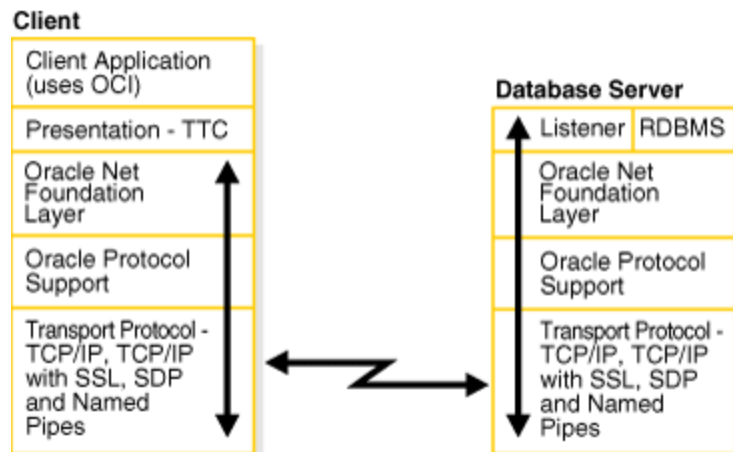 Client
Client Application
(uses OCI)
Presentation - TTC
Oracle Net
Foundation
Layer
Oracle Protocol
Support
Transport Protocol -
TCP/IP, TCP/IP
with SSL, SDP
and Named
Pipes
Database Server
Listener
RDBMS
Oracle Net
Foundation
Layer
Oracle Protocol
Support
Transport Protocol -
TCP/IP, TCP/IP
with SSL, SDP
and Named
Pipes